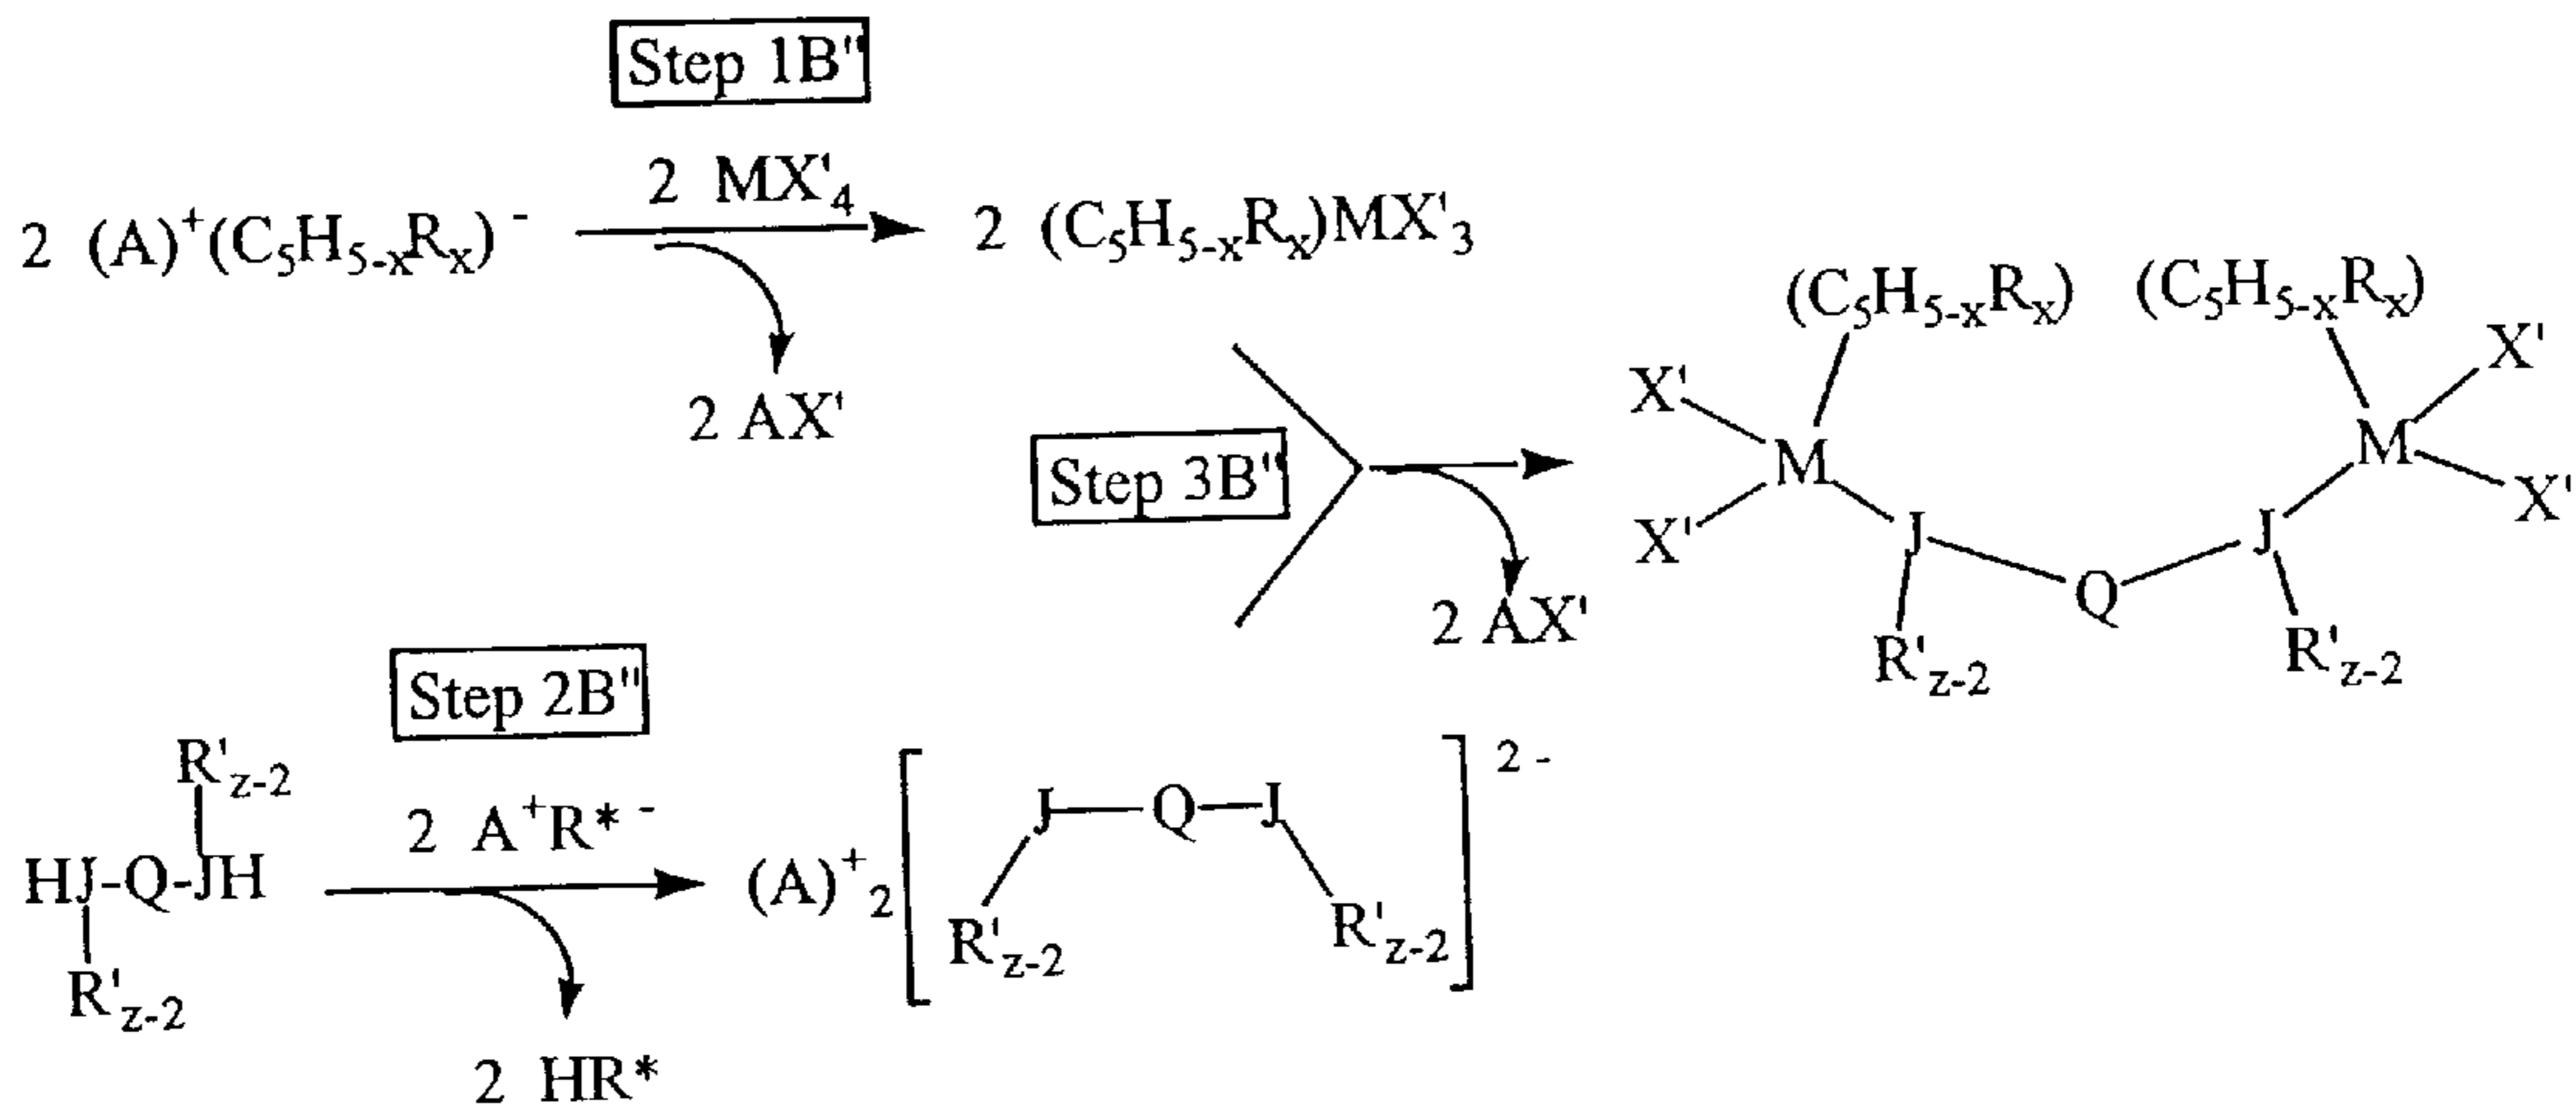 Step 1B"
2 MX'₄
2 (A)⁺(C₅H₅₋ₓRₓ)⁻
2 (C₅H₅₋ₓRₓ)MX'₃
2 AX'
(C₅H₅₋ₓRₓ) (C₅H₅₋ₓRₓ)
X' X'
M M
Step 3B"
X' X'
J J
Q
2 AX'
R'z-2 R'z-2
Step 2B"
R'z-2
2 A⁺R*⁻
HJ-Q-JH
R'z-2
(A)⁺₂
J Q J
2 -
R'z-2 R'z-2
2 HR*